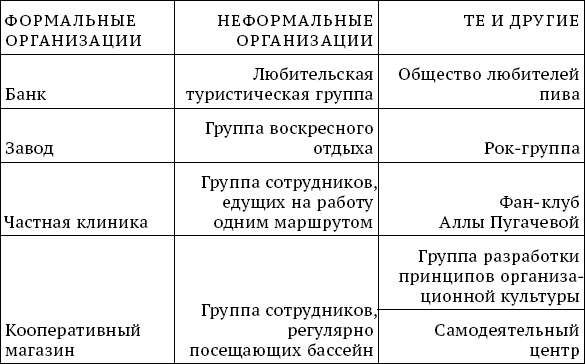 ФОРМАЛЬНЫЕ
ОРГАНИЗАЦИИ
НЕФОРМАЛЬНЫЕ
ОРГАНИЗАЦИИ
ТЕ И ДРУГИЕ
Банк
Любительская
туристическая группа
Общество любителей
пива
Завод
Группа воскресного
отдыха
Рок-группа
Частная клиника
Группа сотрудников,
едущих на работу
одним маршрутом
Фан-клуб
Аллы Пугачевой
Кооперативный
магазин
Группа сотрудников,
регулярно
посещающих бассейн
Группа разработки
принципов организа-
ционной культуры
Самодеятельный
центр